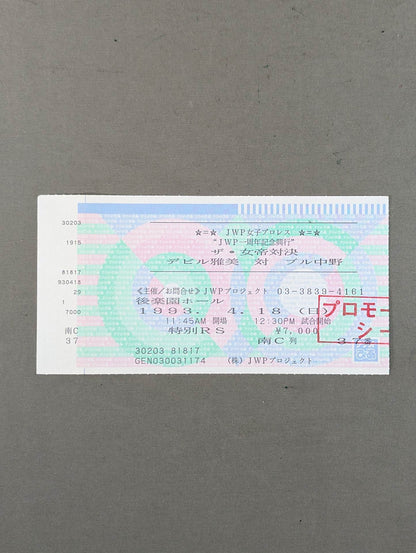 30203
1915
81817
930418
29
1
7000
南C
37
☆=☆ JWP女子プロレス ☆=☆
"JWP一周年記念興行"
ザ・女帝対決
デビル雅美 対 ブル中野
<主催/お問合せ>JWPプロジェクト 03-3839-4161
後楽園ホール
1993. 4.18 (日)
11:45AM 開場 12:30PM 試合開始
特別RS ¥7,000
南C列 37番
30203-81817
GEN030031174 (株)JWPプロジェクト
プロモー
シー